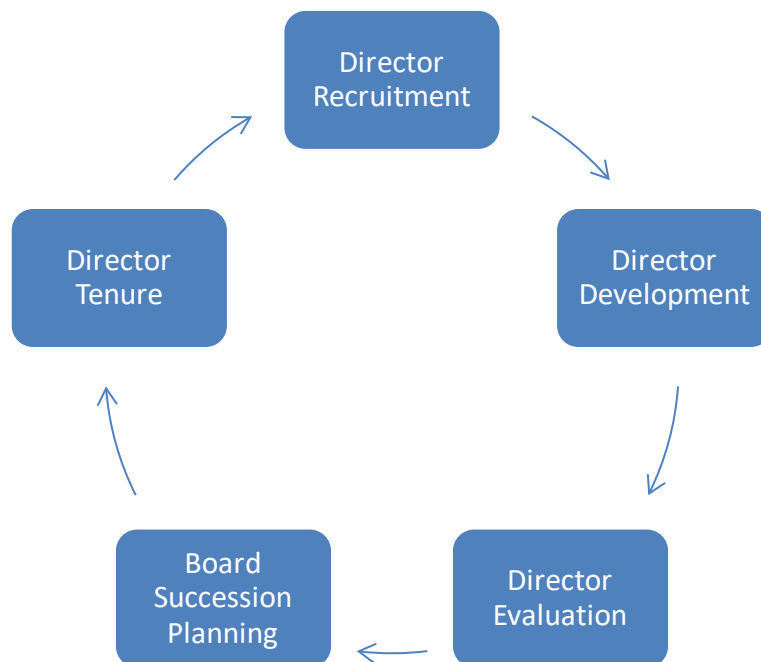 Director
Recruitment
Director
Development
Director
Evaluation
Board
Succession
Planning
Director
Tenure